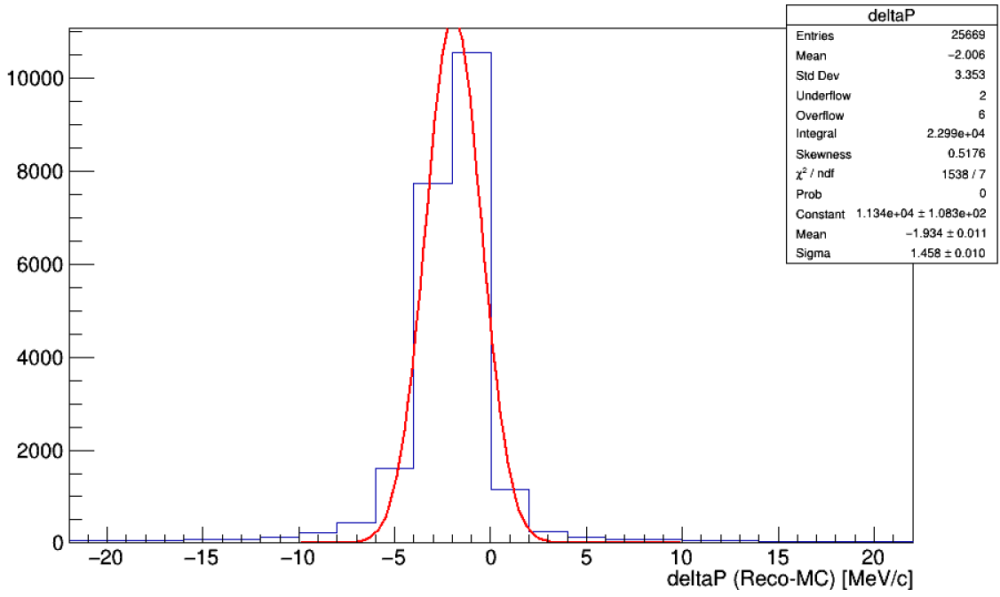 deltaP
Entries 25669
Mean −2.006
Std Dev 3.353
Underflow 2
Overflow 6
Integral 2.299e+04
Skewness 0.5176
χ² / ndf 1538 / 7
Prob 0
Constant 1.134e+04 ± 1.083e+02
Mean −1.934 ± 0.011
Sigma 1.458 ± 0.010
10000
8000
6000
4000
2000
0
−20 −15 −10 −5 0 5 10 15 20
deltaP (Reco-MC) [MeV/c]